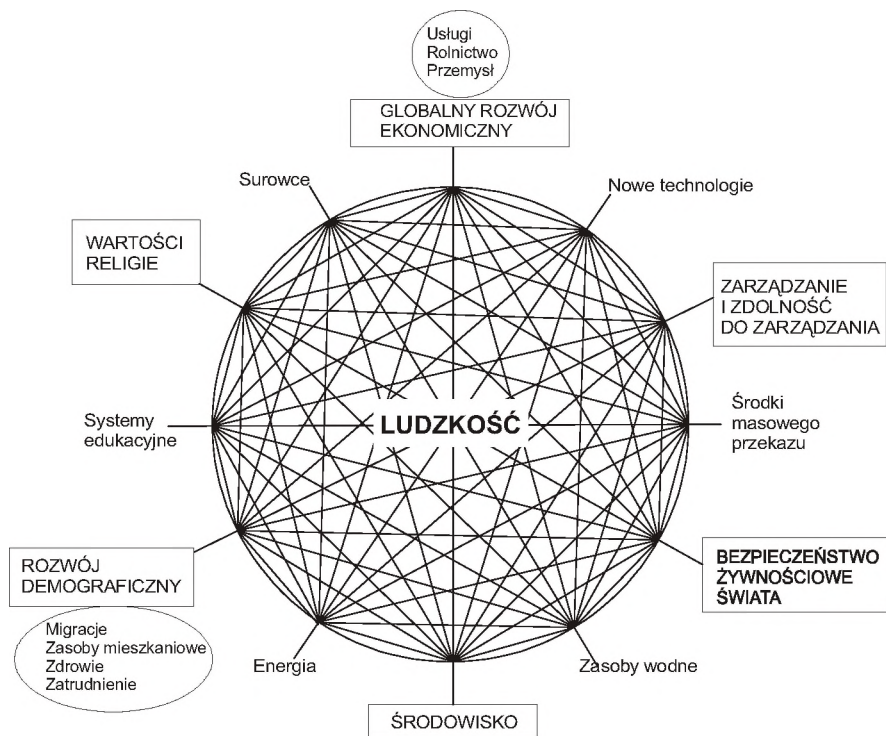 Usługi
Rolnictwo
Przemysł
GLOBALNY ROZWÓJ
EKONOMICZNY
Surowce
Nowe technologie
WARTOŚCI
RELIGIE
ZARZĄDZANIE
I ZDOLNOŚĆ
DO ZARZĄDZANIA
Systemy
edukacyjne
LUDZKOŚĆ
Środki
masowego
przekazu
ROZWÓJ
DEMOGRAFICZNY
BEZPIECZEŃSTWO
ŻYWNOŚCIOWE
ŚWIATA
Migracje
Zasoby mieszkaniowe
Zdrowie
Zatrudnienie
Energia
Zasoby wodne
ŚRODOWISKO